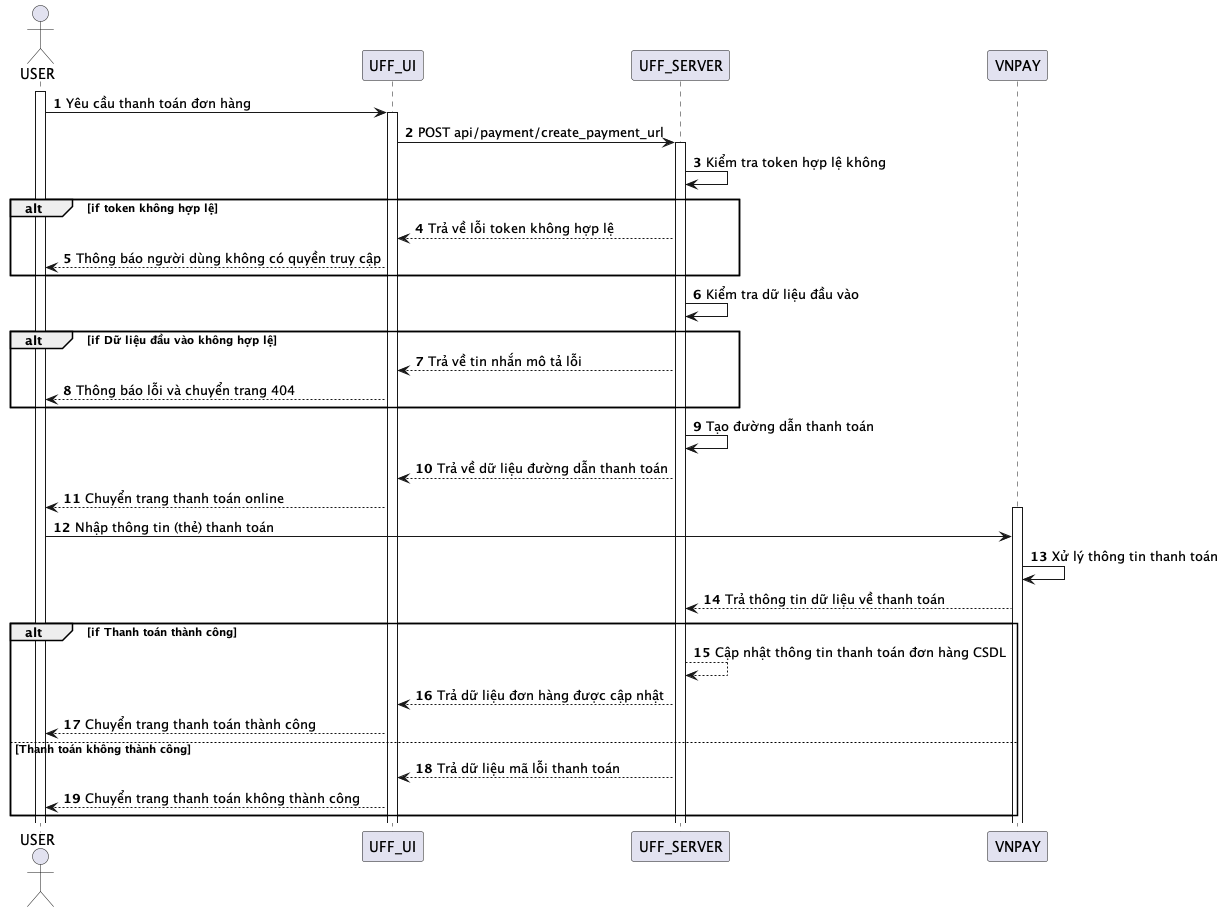 USER
UFF_UI
UFF_SERVER
VNPAY
1 Yêu cầu thanh toán đơn hàng
2 POST api/payment/create_payment_url
3 Kiểm tra token hợp lệ không
alt [if token không hợp lệ]
4 Trả về lỗi token không hợp lệ
5 Thông báo người dùng không có quyền truy cập
6 Kiểm tra dữ liệu đầu vào
alt [if Dữ liệu đầu vào không hợp lệ]
7 Trả về tin nhắn mô tả lỗi
8 Thông báo lỗi và chuyển trang 404
9 Tạo đường dẫn thanh toán
10 Trả về dữ liệu đường dẫn thanh toán
11 Chuyển trang thanh toán online
12 Nhập thông tin (thẻ) thanh toán
13 Xử lý thông tin thanh toán
14 Trả thông tin dữ liệu về thanh toán
alt [if Thanh toán thành công]
15 Cập nhật thông tin thanh toán đơn hàng CSDL
16 Trả dữ liệu đơn hàng được cập nhật
17 Chuyển trang thanh toán thành công
[Thanh toán không thành công]
18 Trả dữ liệu mã lỗi thanh toán
19 Chuyển trang thanh toán không thành công
USER
UFF_UI
UFF_SERVER
VNPAY